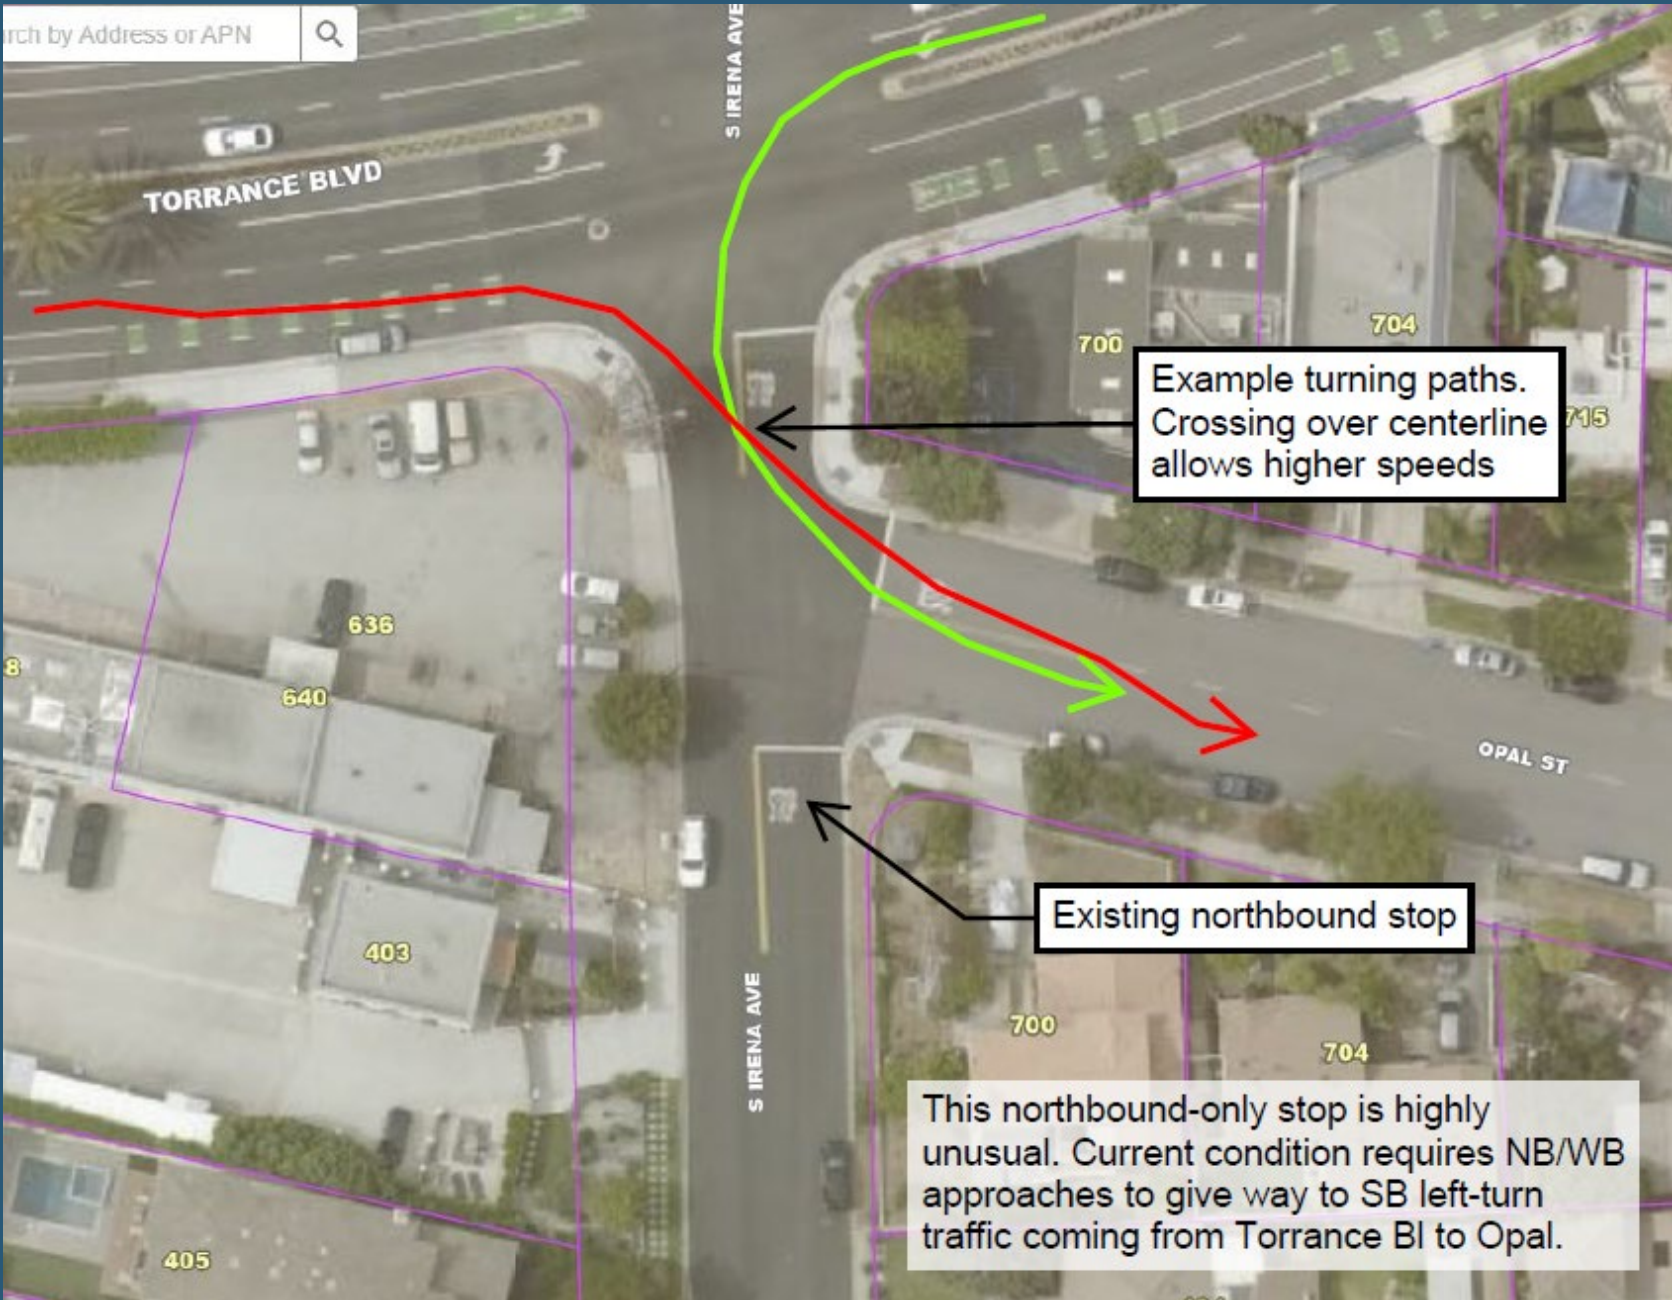 rch by Address or APN
S IRENA AVE
TORRANCE BLVD
700
704
715
Example turning paths.
Crossing over centerline
allows higher speeds
636
8
640
OPAL ST
Existing northbound stop
403
S IRENA AVE
700
704
This northbound-only stop is highly
unusual. Current condition requires NB/WB
approaches to give way to SB left-turn
traffic coming from Torrance Bl to Opal.
405